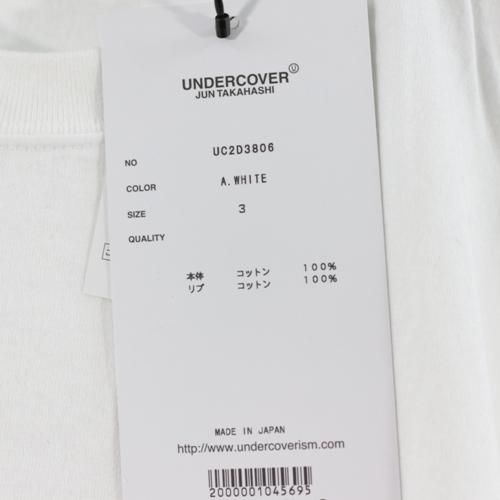 UNDERCOVER Ⓤ
JUN TAKAHASHI
NO UC2D3806
COLOR A.WHITE
SIZE 3
QUALITY
本体 コットン 100%
リブ コットン 100%
MADE IN JAPAN
http://www.undercoverism.com
2000001045695